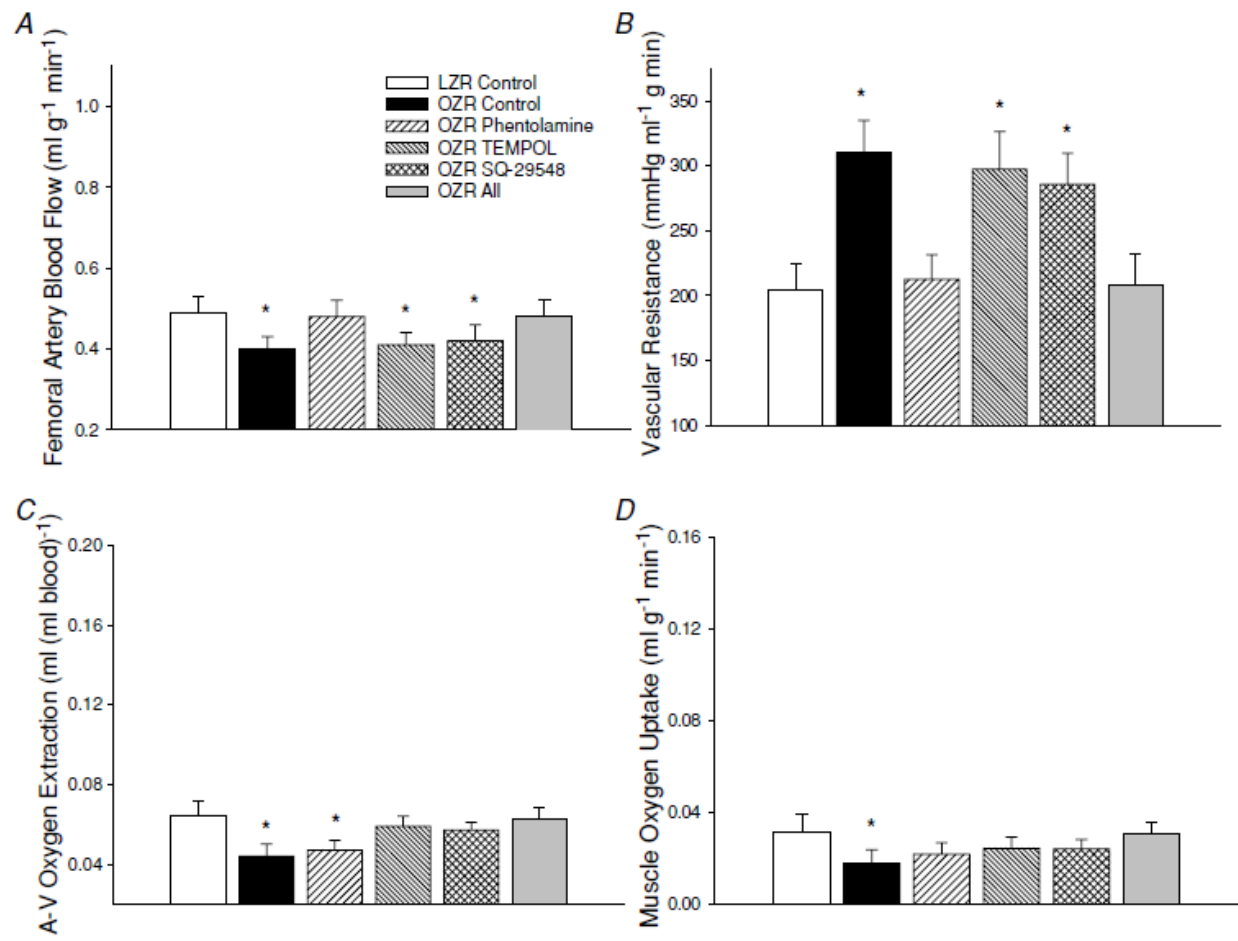 A
Femoral Artery Blood Flow (ml g-1 min-1)
1.0
0.8
0.6
0.4
0.2
LZR Control
OZR Control
OZR Phentolamine
OZR TEMPOL
OZR SQ-29548
OZR All
*
*
*
B
Vascular Resistance (mmHg ml-1 g min)
350
300
250
200
150
100
*
*
*
C
A-V Oxygen Extraction (ml (ml blood)-1)
0.20
0.16
0.12
0.08
0.04
*
*
D
Muscle Oxygen Uptake (ml g-1 min-1)
0.16
0.12
0.08
0.04
0.00
*